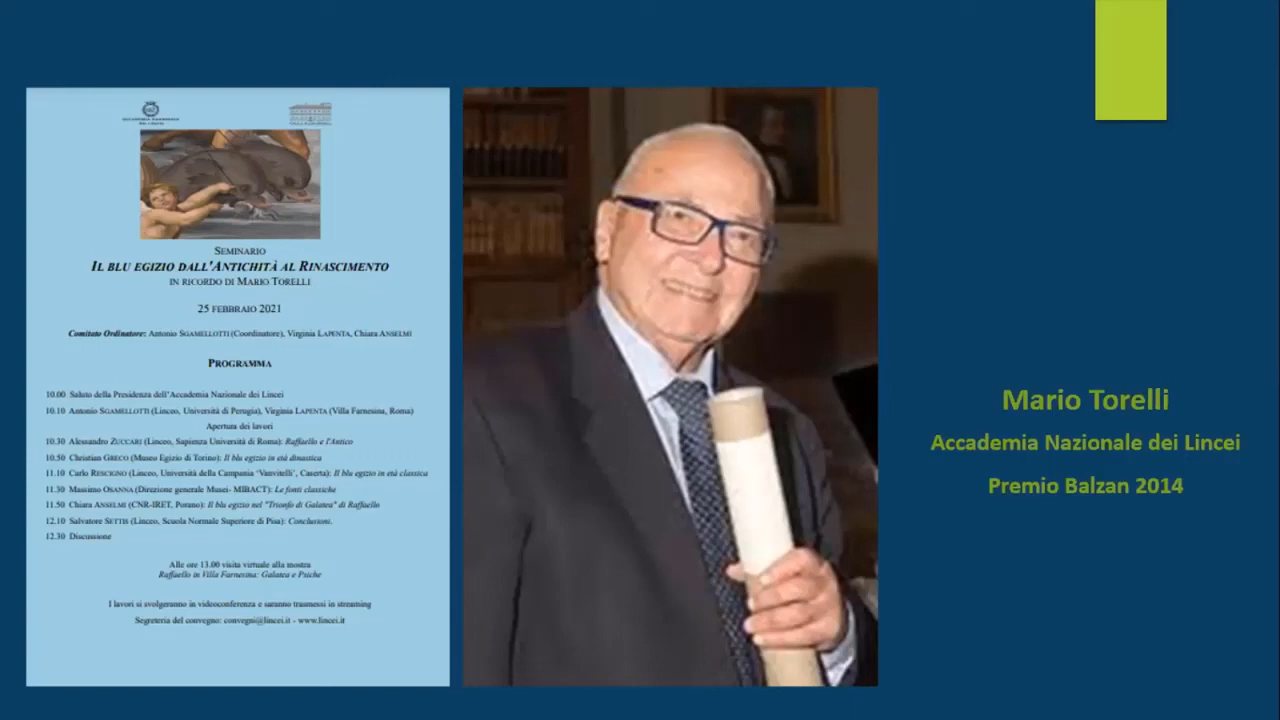 ACCADEMIA NAZIONALE
DEI LINCEI
VILLA FARNESINA
SEMINARIO
IL BLU EGIZIO DALL'ANTICHITÀ AL RINASCIMENTO
IN RICORDO DI MARIO TORELLI
25 FEBBRAIO 2021
Comitato Ordinatore: Antonio SGAMELLOTTI (Coordinatore), Virginia LAPENTA, Chiara ANSELMI
PROGRAMMA
10.00 Saluto della Presidenza dell'Accademia Nazionale dei Lincei
10.10 Antonio SGAMELLOTTI (Linceo, Università di Perugia), Virginia LAPENTA (Villa Farnesina, Roma)
Apertura dei lavori
10.30 Alessandro ZUCCARI (Linceo, Sapienza Università di Roma): Raffaello e l'Antico
10.50 Christian GRECO (Museo Egizio di Torino): Il blu egizio in età dinastica
11.10 Carlo RESCIGNO (Linceo, Università della Campania 'Vanvitelli', Caserta): Il blu egizio in età classica
11.30 Massimo OSANNA (Direzione generale Musei- MIBACT): Le fonti classiche
11.50 Chiara ANSELMI (CNR-IRET, Porano): Il blu egizio nel "Trionfo di Galatea" di Raffaello
12.10 Salvatore SETTIS (Linceo, Scuola Normale Superiore di Pisa): Conclusioni.
12.30 Discussione
Alle ore 13.00 visita virtuale alla mostra
Raffaello in Villa Farnesina: Galatea e Psiche
I lavori si svolgeranno in videoconferenza e saranno trasmessi in streaming
Segreteria del convegno: convegni@lincei.it - www.lincei.it
Mario Torelli
Accademia Nazionale dei Lincei
Premio Balzan 2014